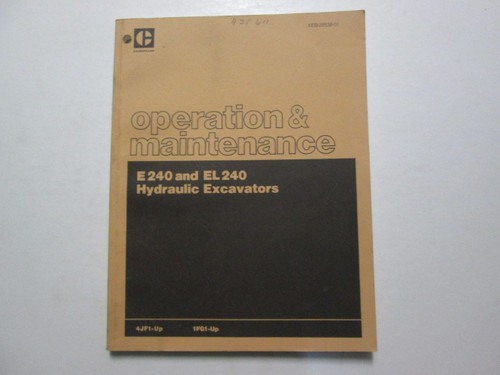 operation &
maintenance
E240 and EL240
Hydraulic Excavators
4JF1-Up 1FG1-Up